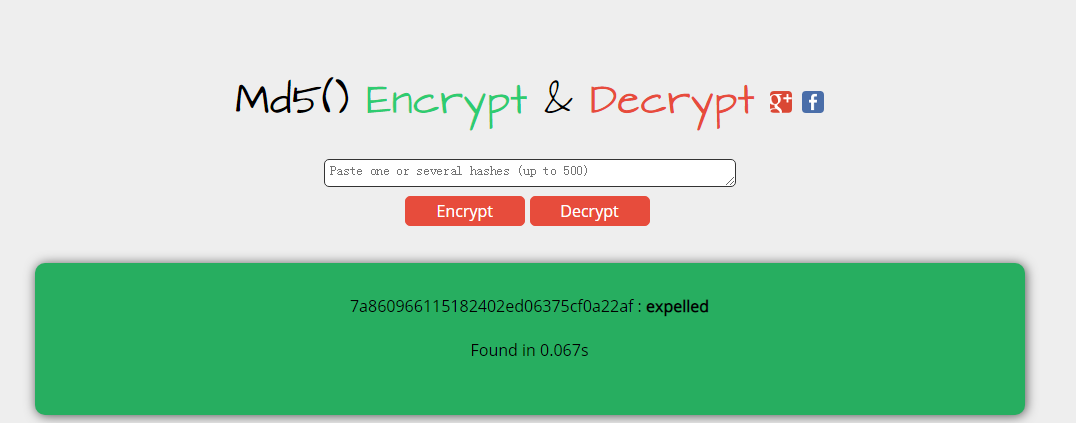 Md5() Encrypt & Decrypt g+ f
Paste one or several hashes (up to 500)
Encrypt Decrypt
7a860966115182402ed06375cf0a22af : expelled
Found in 0.067s